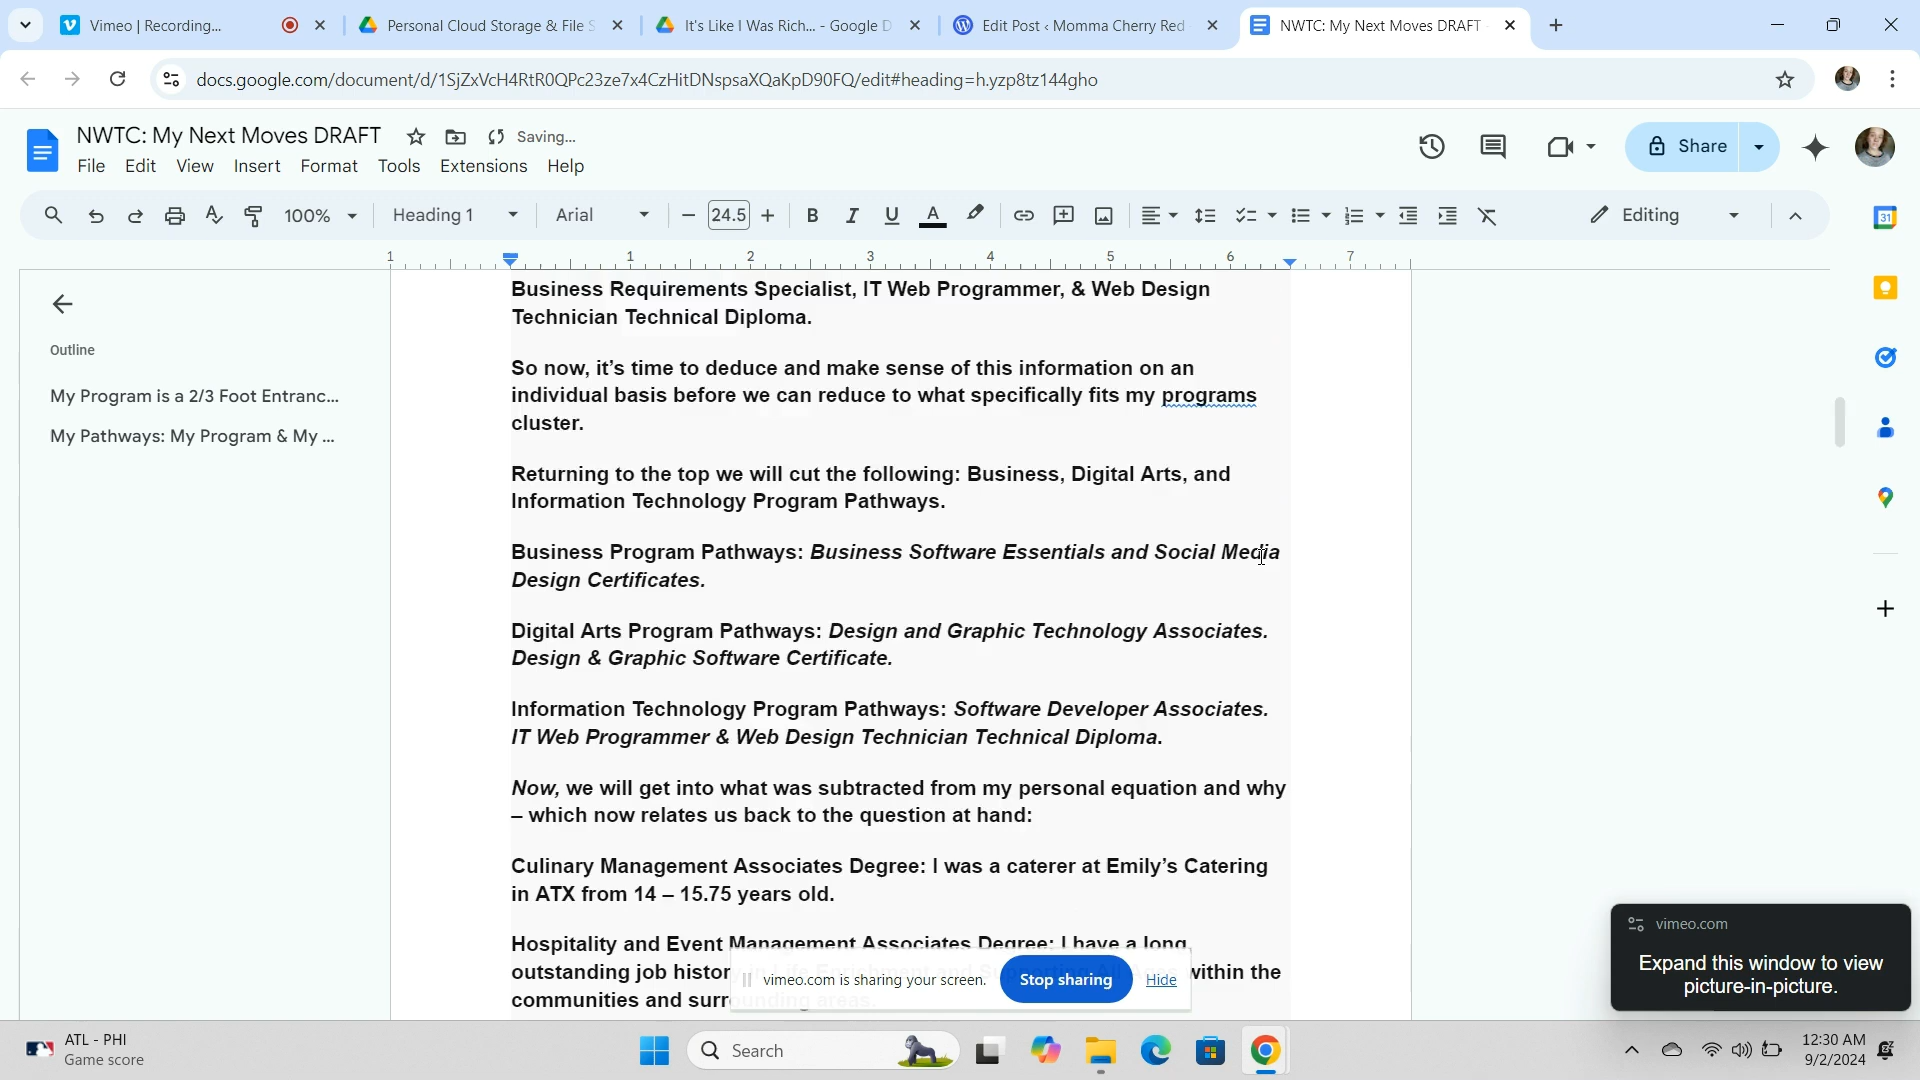 Vimeo | Recording...
Personal Cloud Storage & File S
It's Like I Was Rich... - Google D
Edit Post ‹ Momma Cherry Red
NWTC: My Next Moves DRAFT
docs.google.com/document/d/1SjZxVcH4RtR0QPc23ze7x4CzHitDNspsaXQaKpD90FQ/edit#heading=h.yzp8tz144gho
NWTC: My Next Moves DRAFT
Saving...
File Edit View Insert Format Tools Extensions Help
Share
100% Heading 1 Arial 24.5 B I U A Editing
31
1 1 2 3 4 5 6 7
Outline
My Program is a 2/3 Foot Entranc...
My Pathways: My Program & My ...
Business Requirements Specialist, IT Web Programmer, & Web Design
Technician Technical Diploma.
So now, it’s time to deduce and make sense of this information on an
individual basis before we can reduce to what specifically fits my programs
cluster.
Returning to the top we will cut the following: Business, Digital Arts, and
Information Technology Program Pathways.
Business Program Pathways: Business Software Essentials and Social Media
Design Certificates.
Digital Arts Program Pathways: Design and Graphic Technology Associates.
Design & Graphic Software Certificate.
Information Technology Program Pathways: Software Developer Associates.
IT Web Programmer & Web Design Technician Technical Diploma.
Now, we will get into what was subtracted from my personal equation and why
– which now relates us back to the question at hand:
Culinary Management Associates Degree: I was a caterer at Emily’s Catering
in ATX from 14 – 15.75 years old.
Hospitality and Event Management Associates Degree: I have a long,
outstanding job history within the
communities and surrounding areas.
vimeo.com is sharing your screen.
Stop sharing
Hide
vimeo.com
Expand this window to view
picture-in-picture.
ATL - PHI
Game score
Search
12:30 AM
9/2/2024